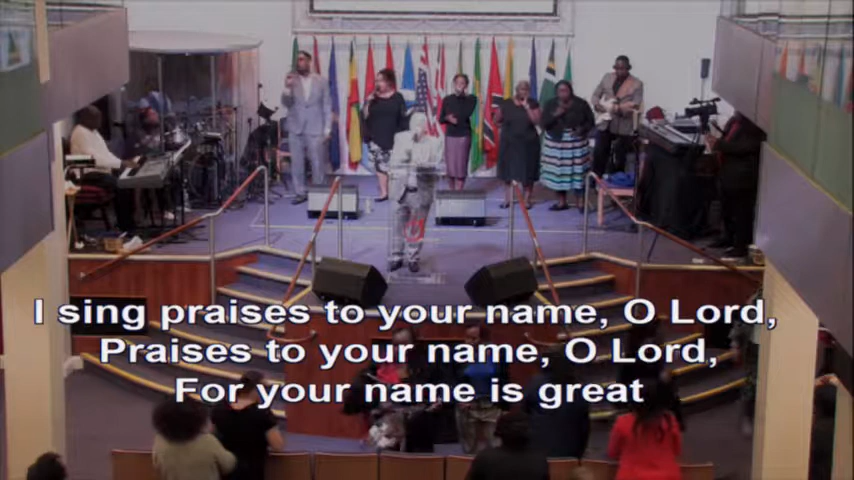 I sing praises to your name, O Lord,
Praises to your name, O Lord,
For your name is great